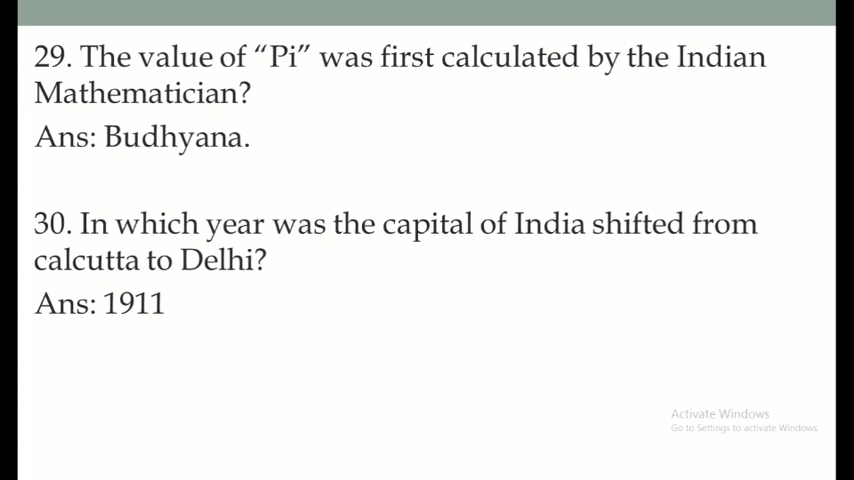 29. The value of “Pi” was first calculated by the Indian
Mathematician?
Ans: Budhyana.
30. In which year was the capital of India shifted from
calcutta to Delhi?
Ans: 1911
Activate Windows
Go to Settings to activate Windows.